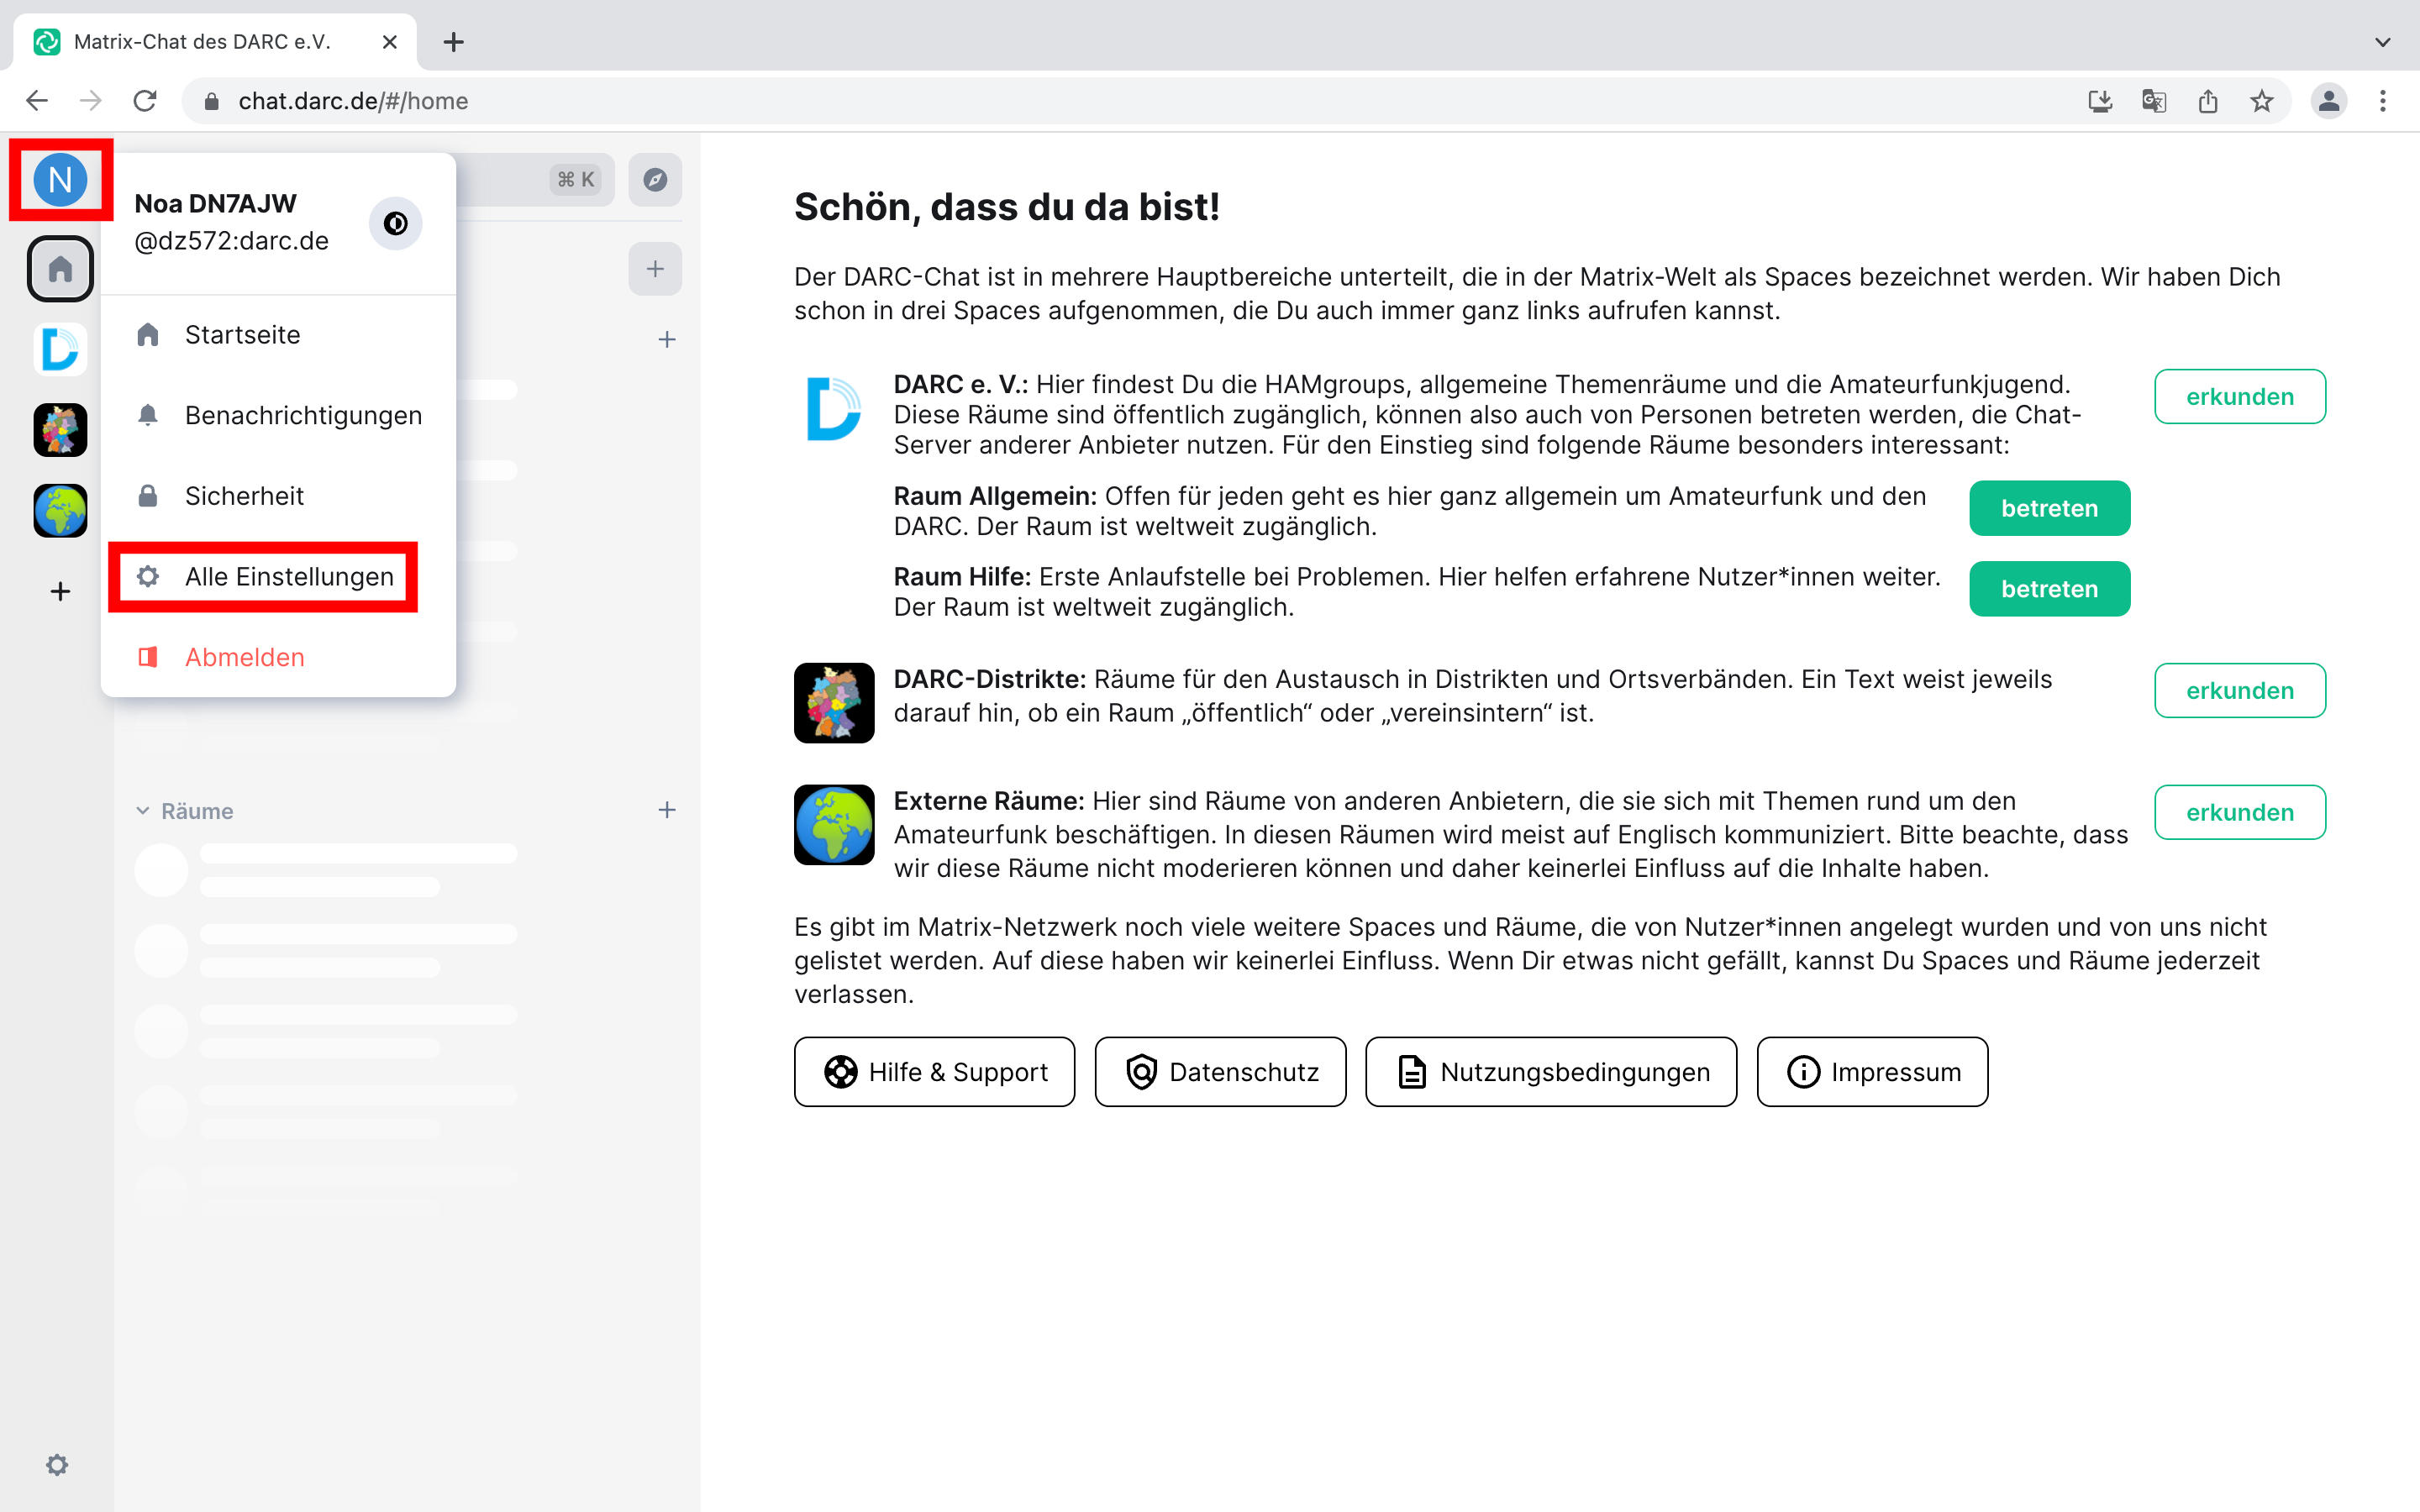 Matrix-Chat des DARC e.V.
chat.darc.de/#/home
N
Noa DN7AJW
@dz572:darc.de
⌘ K
Startseite
Benachrichtigungen
Sicherheit
Alle Einstellungen
Abmelden
Räume
Schön, dass du da bist!
Der DARC-Chat ist in mehrere Hauptbereiche unterteilt, die in der Matrix-Welt als Spaces bezeichnet werden. Wir haben Dich
schon in drei Spaces aufgenommen, die Du auch immer ganz links aufrufen kannst.
DARC e. V.: Hier findest Du die HAMgroups, allgemeine Themenräume und die Amateurfunkjugend.
Diese Räume sind öffentlich zugänglich, können also auch von Personen betreten werden, die Chat-
Server anderer Anbieter nutzen. Für den Einstieg sind folgende Räume besonders interessant:
erkunden
Raum Allgemein: Offen für jeden geht es hier ganz allgemein um Amateurfunk und den
DARC. Der Raum ist weltweit zugänglich.
betreten
Raum Hilfe: Erste Anlaufstelle bei Problemen. Hier helfen erfahrene Nutzer*innen weiter.
Der Raum ist weltweit zugänglich.
betreten
DARC-Distrikte: Räume für den Austausch in Distrikten und Ortsverbänden. Ein Text weist jeweils
darauf hin, ob ein Raum „öffentlich“ oder „vereinsintern“ ist.
erkunden
Externe Räume: Hier sind Räume von anderen Anbietern, die sie sich mit Themen rund um den
Amateurfunk beschäftigen. In diesen Räumen wird meist auf Englisch kommuniziert. Bitte beachte, dass
wir diese Räume nicht moderieren können und daher keinerlei Einfluss auf die Inhalte haben.
erkunden
Es gibt im Matrix-Netzwerk noch viele weitere Spaces und Räume, die von Nutzer*innen angelegt wurden und von uns nicht
gelistet werden. Auf diese haben wir keinerlei Einfluss. Wenn Dir etwas nicht gefällt, kannst Du Spaces und Räume jederzeit
verlassen.
Hilfe & Support
Datenschutz
Nutzungsbedingungen
Impressum